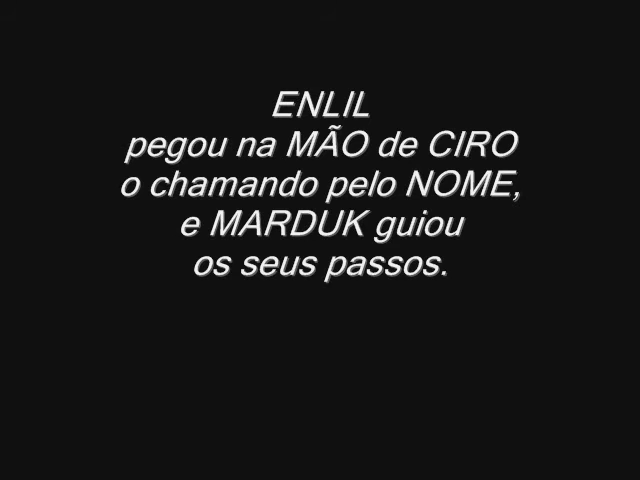 ENLIL
pegou na MÃO de CIRO
o chamando pelo NOME,
e MARDUK guiou
os seus passos.